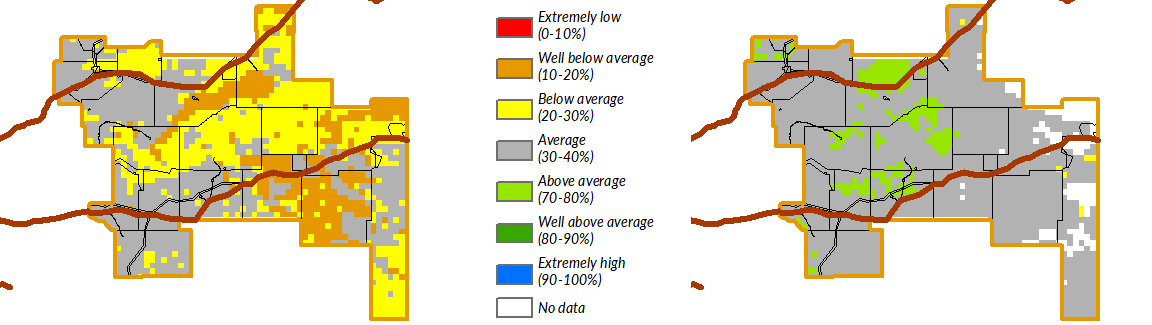 Extremely low
(0-10%)
Well below average
(10-20%)
Below average
(20-30%)
Average
(30-40%)
Above average
(70-80%)
Well above average
(80-90%)
Extremely high
(90-100%)
No data